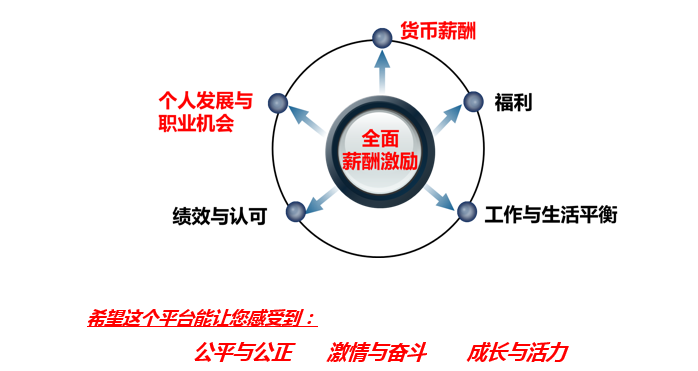 货币薪酬
个人发展与
职业机会
福利
全面
薪酬激励
绩效与认可
工作与生活平衡
希望这个平台能让您感受到：
公平与公正 激情与奋斗 成长与活力